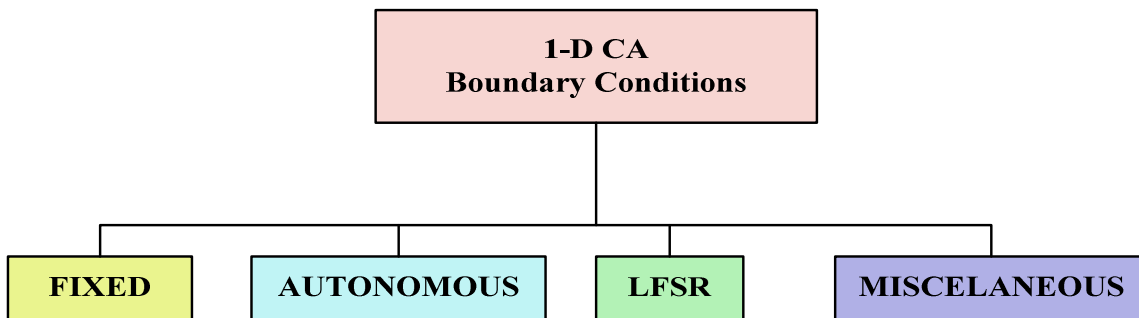 1-D CA
Boundary Conditions
FIXED
AUTONOMOUS
LFSR
MISCELANEOUS